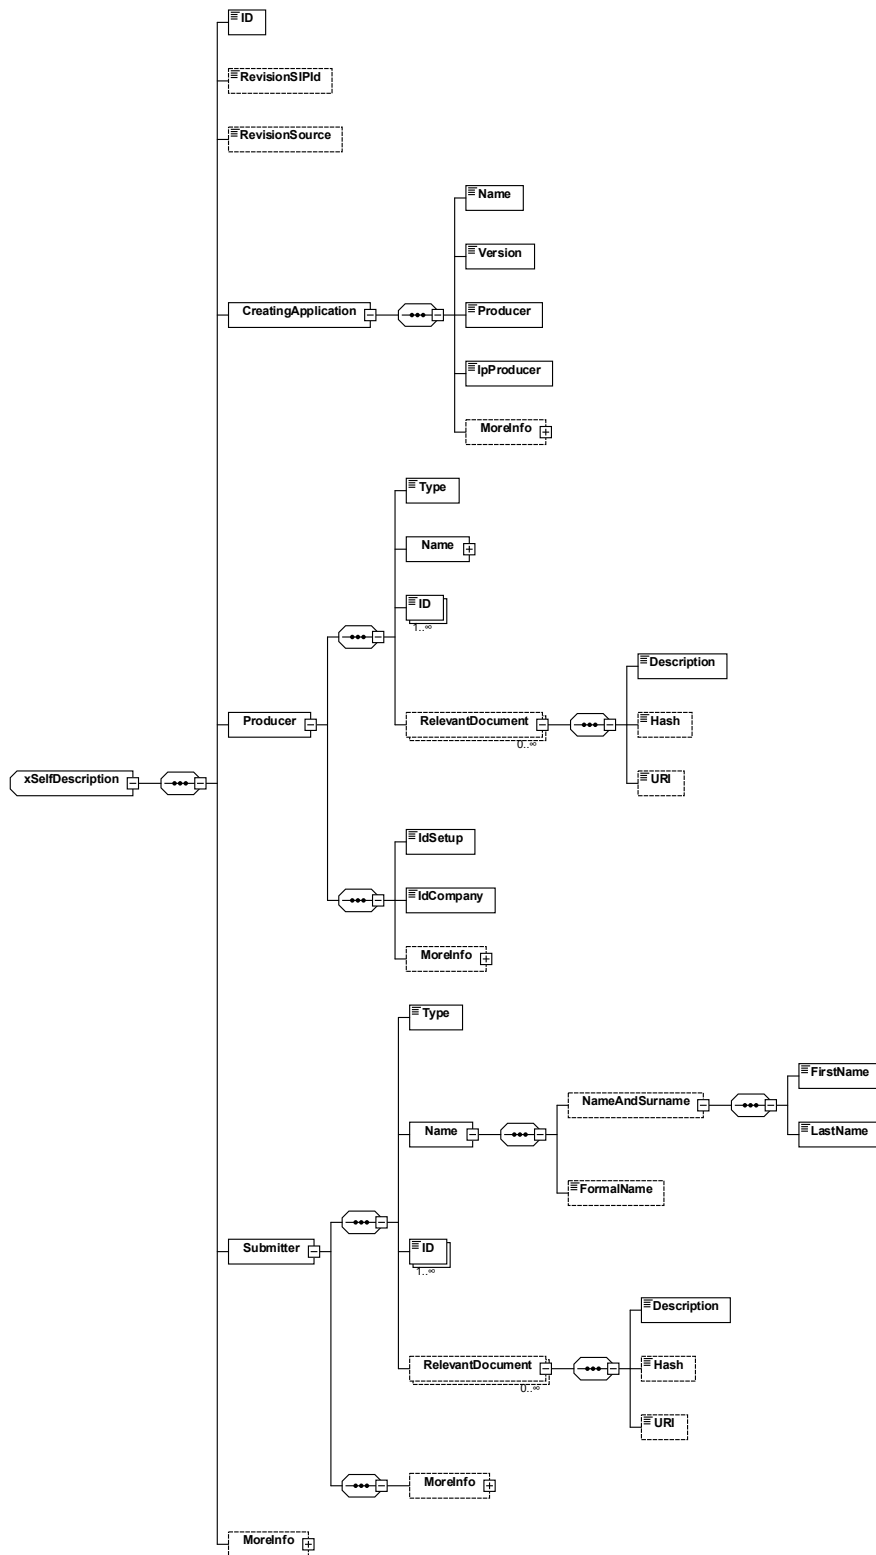 ID
RevisionSIPId
RevisionSource
Name
Version
CreatingApplication
Producer
IpProducer
MoreInfo
Type
Name
ID
1..∞
Description
Producer
RelevantDocument
0..∞
Hash
xSelfDescription
URI
IdSetup
IdCompany
MoreInfo
Type
FirstName
NameAndSurname
Name
LastName
FormalName
Submitter
ID
1..∞
Description
RelevantDocument
0..∞
Hash
URI
MoreInfo
MoreInfo